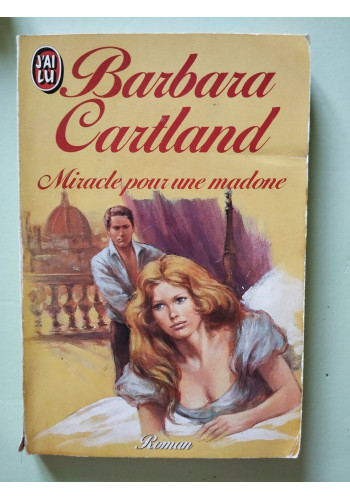 J'AI
LU
Barbara
Cartland
Miracle pour une madone
Roman